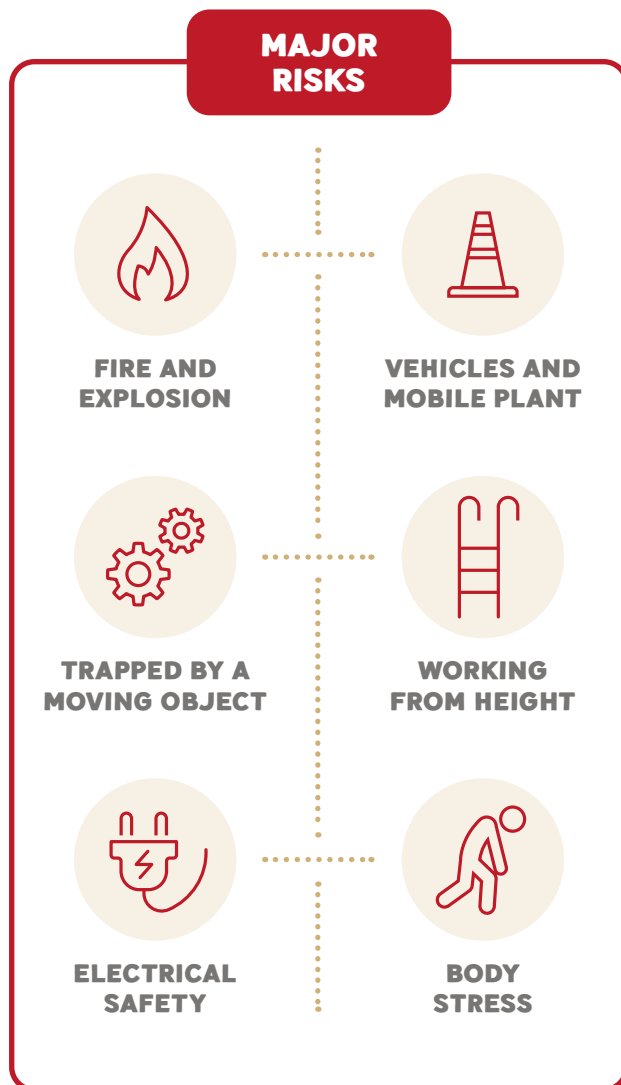 MAJOR
RISKS
FIRE AND
EXPLOSION
VEHICLES AND
MOBILE PLANT
TRAPPED BY A
MOVING OBJECT
WORKING
FROM HEIGHT
ELECTRICAL
SAFETY
BODY
STRESS